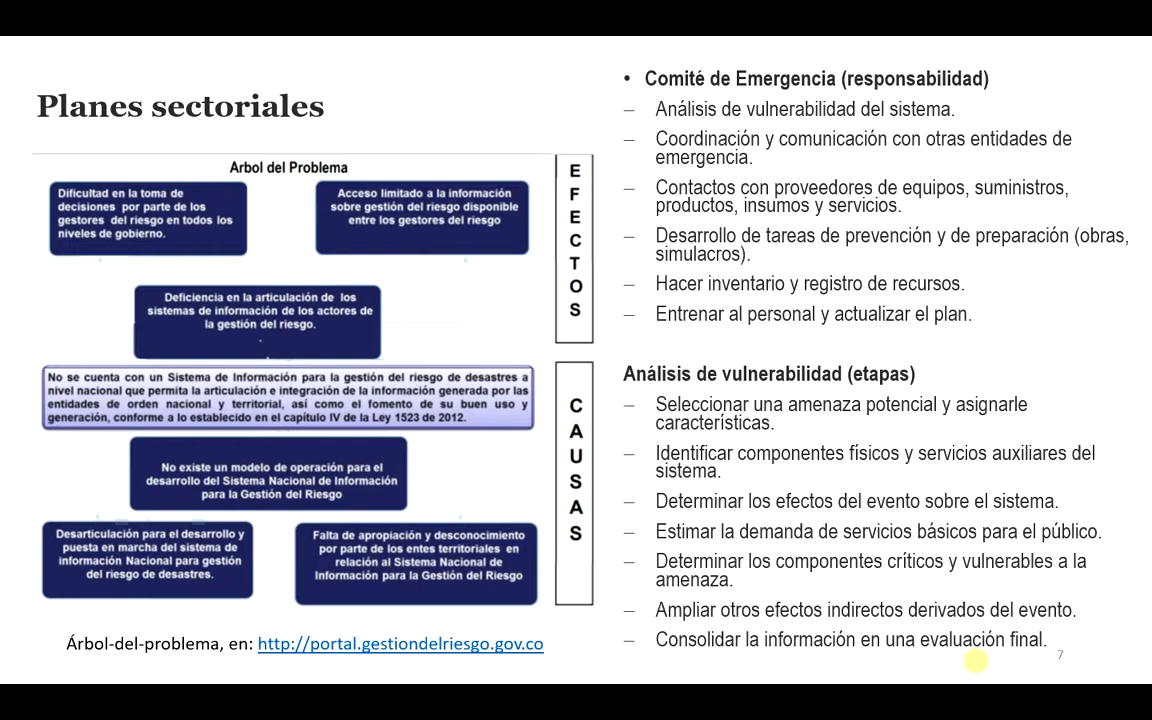 Planes sectoriales
Arbol del Problema
Dificultad en la toma de
decisiones por parte de los
gestores del riesgo en todos los
niveles de gobierno.
Acceso limitado a la información
sobre gestión del riesgo disponible
entre los gestores del riesgo
Deficiencia en la articulación de los
sistemas de información de los actores de
la gestión del riesgo.
EFECTOS
No se cuenta con un Sistema de Información para la gestión del riesgo de desastres a
nivel nacional que permita la articulación e integración de la información generada por las
entidades de orden nacional y territorial, así como el fomento de su buen uso y
generación, conforme a lo establecido en el capítulo IV de la Ley 1523 de 2012.
No existe un modelo de operación para el
desarrollo del Sistema Nacional de Información
para la Gestión del Riesgo
Desarticulación para el desarrollo y
puesta en marcha del sistema de
información Nacional para gestión
del riesgo de desastres.
Falta de apropiación y desconocimiento
por parte de los entes territoriales en
relación al Sistema Nacional de
Información para la Gestión del Riesgo
CAUSAS
Árbol-del-problema, en: http://portal.gestiondelriesgo.gov.co
• Comité de Emergencia (responsabilidad)
– Análisis de vulnerabilidad del sistema.
– Coordinación y comunicación con otras entidades de
emergencia.
– Contactos con proveedores de equipos, suministros,
productos, insumos y servicios.
– Desarrollo de tareas de prevención y de preparación (obras,
simulacros).
– Hacer inventario y registro de recursos.
– Entrenar al personal y actualizar el plan.
Análisis de vulnerabilidad (etapas)
– Seleccionar una amenaza potencial y asignarle
características.
– Identificar componentes físicos y servicios auxiliares del
sistema.
– Determinar los efectos del evento sobre el sistema.
– Estimar la demanda de servicios básicos para el público.
– Determinar los componentes críticos y vulnerables a la
amenaza.
– Ampliar otros efectos indirectos derivados del evento.
– Consolidar la información en una evaluación final.
7